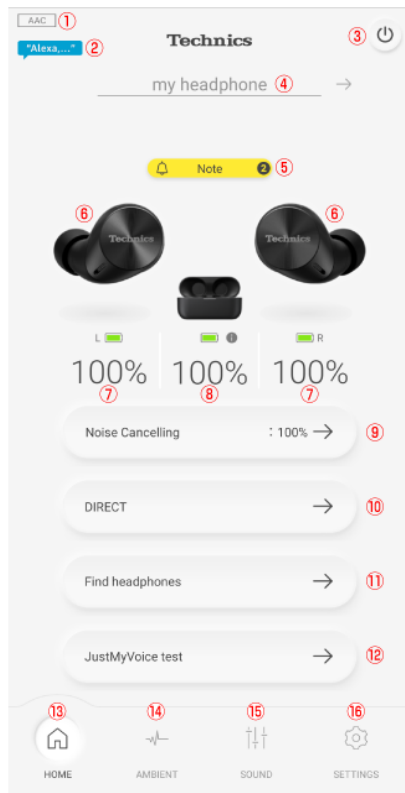 AAC ①
"Alexa,..." ②
Technics
③
my headphone ④
Note 2 ⑤
⑥ ⑥
Technics Technics
L R
100% 100% 100%
⑦ ⑧ ⑦
Noise Cancelling : 100% ⑨
DIRECT ⑩
Find headphones ⑪
JustMyVoice test ⑫
⑬ ⑭ ⑮ ⑯
HOME AMBIENT SOUND SETTINGS